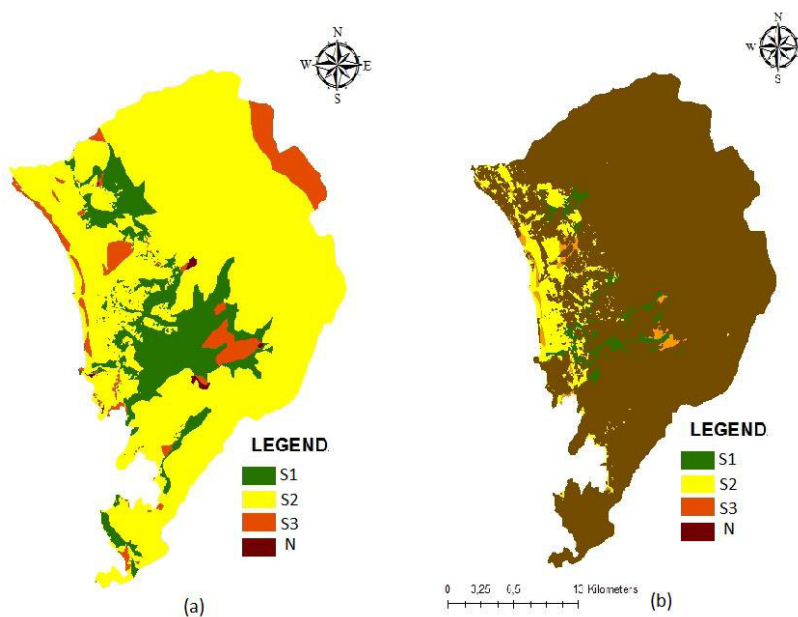 N
W E
S
N
W E
S
LEGEND
S1
S2
S3
N
(a)
LEGEND
S1
S2
S3
N
0 3,25 6,5 13 Kilometers
(b)